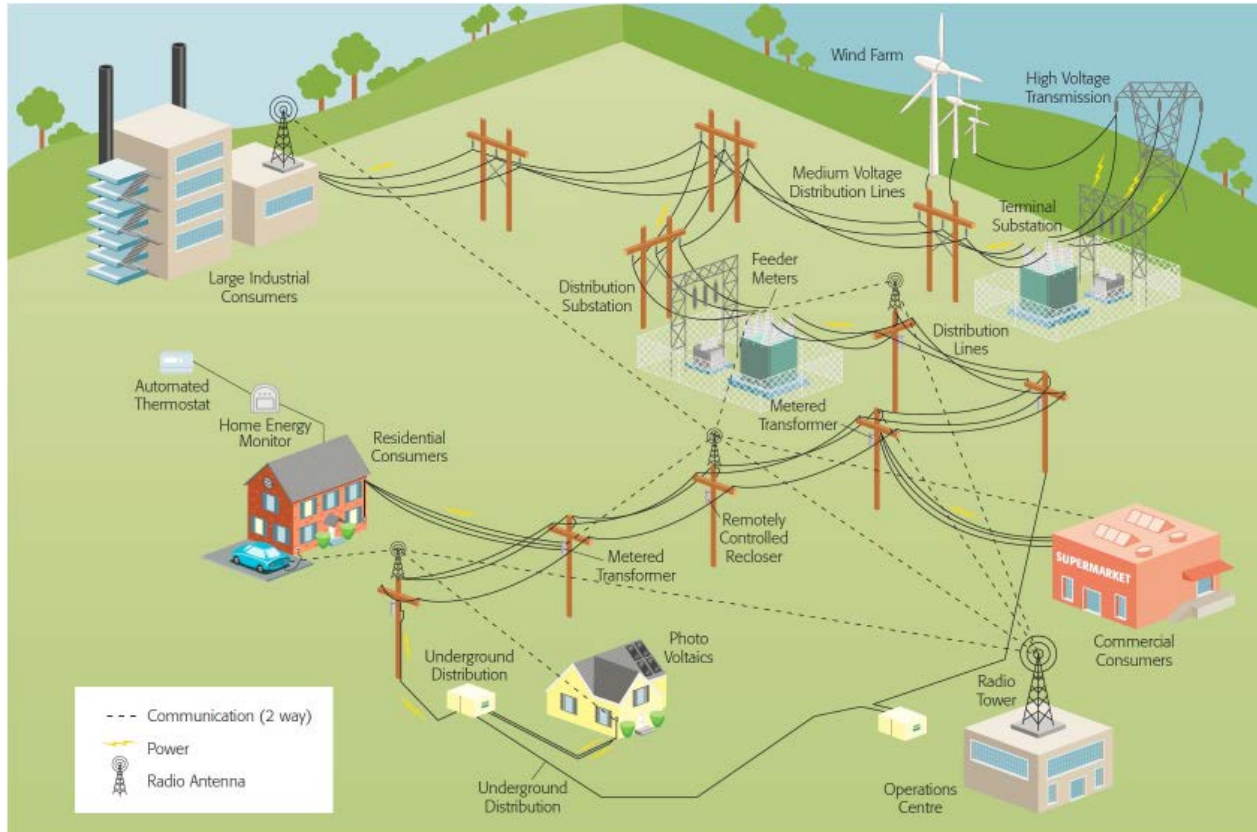 Wind Farm
High Voltage
Transmission
Medium Voltage
Distribution Lines
Terminal
Substation
Large Industrial
Consumers
Distribution
Substation
Feeder
Meters
Distribution
Lines
Automated
Thermostat
Home Energy
Monitor
Residential
Consumers
Metered
Transformer
Remotely
Controlled
Recloser
Metered
Transformer
SUPERMARKET
Commercial
Consumers
Photo
Voltaics
Underground
Distribution
Radio
Tower
Underground
Distribution
Operations
Centre
Communication (2 way)
Power
Radio Antenna